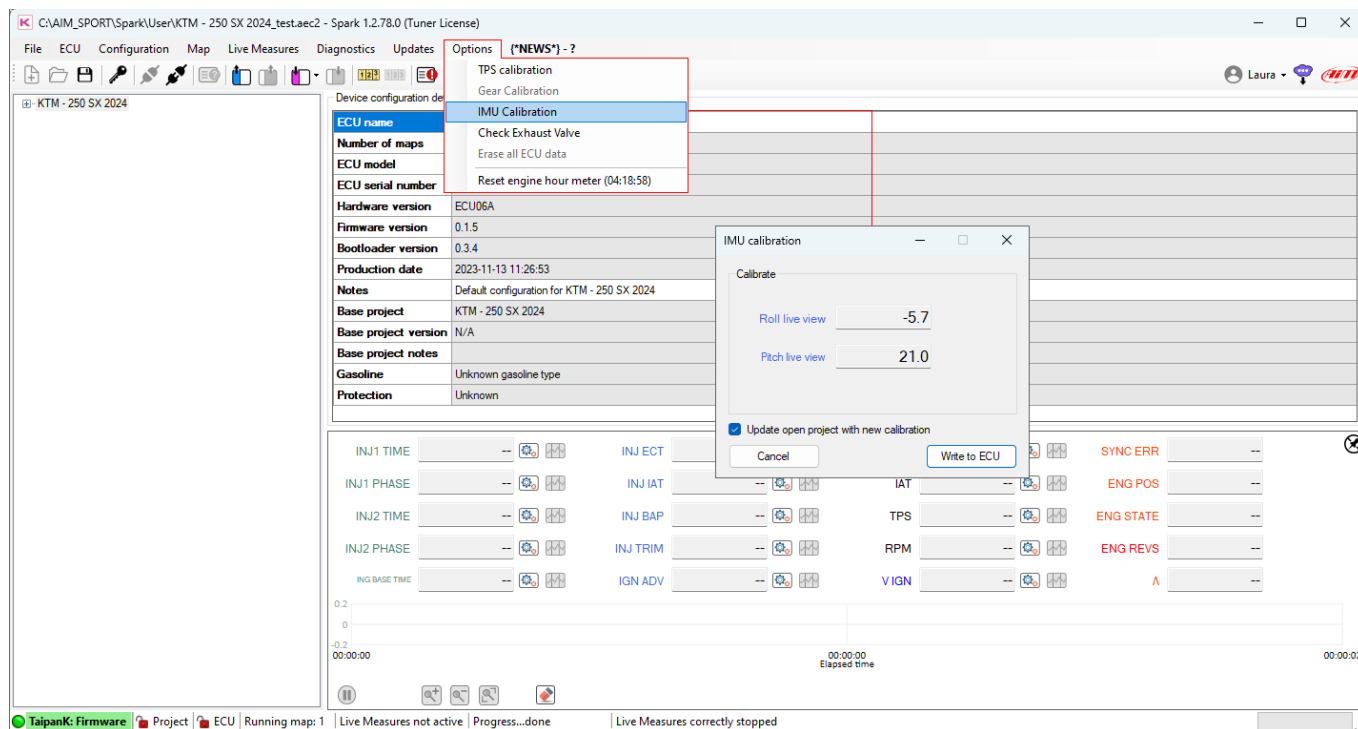 C:\AIM_SPORT\Spark\User\KTM - 250 SX 2024_test.aec2 - Spark 1.2.78.0 (Tuner License)
File ECU Configuration Map Live Measures Diagnostics Updates Options {*NEWS*} - ?
Laura
AiM
TPS calibration
Gear Calibration
IMU Calibration
Check Exhaust Valve
Erase all ECU data
Reset engine hour meter (04:18:58)
KTM - 250 SX 2024
Device configuration de
ECU name
Number of maps
ECU model
ECU serial number
Hardware version ECU06A
Firmware version 0.1.5
Bootloader version 0.3.4
Production date 2023-11-13 11:26:53
Notes Default configuration for KTM - 250 SX 2024
Base project KTM - 250 SX 2024
Base project version N/A
Base project notes
Gasoline Unknown gasoline type
Protection Unknown
IMU calibration
Calibrate
Roll live view -5.7
Pitch live view 21.0
Update open project with new calibration
Cancel Write to ECU
INJ1 TIME -- INJ ECT SYNC ERR --
INJ1 PHASE -- INJ IAT -- IAT -- ENG POS --
INJ2 TIME -- INJ BAP -- TPS -- ENG STATE --
INJ2 PHASE -- INJ TRIM -- RPM -- ENG REVS --
ING BASE TIME -- IGN ADV -- V IGN -- Λ --
0.2
0
-0.2
00:00:00 00:00:00 00:00:02
Elapsed time
TaipanK: Firmware Project ECU Running map: 1 Live Measures not active Progress...done Live Measures correctly stopped